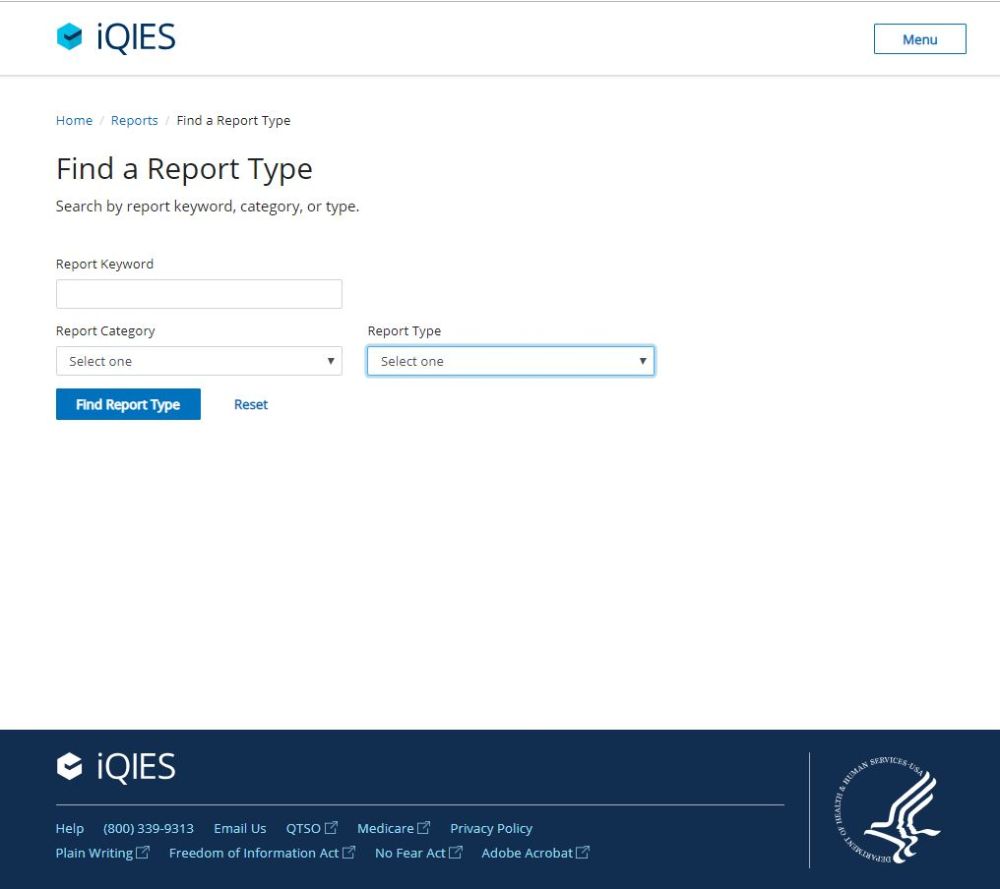 iQIES
Menu
Home / Reports / Find a Report Type
Find a Report Type
Search by report keyword, category, or type.
Report Keyword
Report Category Report Type
Select one Select one
Find Report Type Reset
iQIES
Help (800) 339-9313 Email Us QTSO Medicare Privacy Policy
Plain Writing Freedom of Information Act No Fear Act Adobe Acrobat
DEPARTMENT OF HEALTH & HUMAN SERVICES·USA